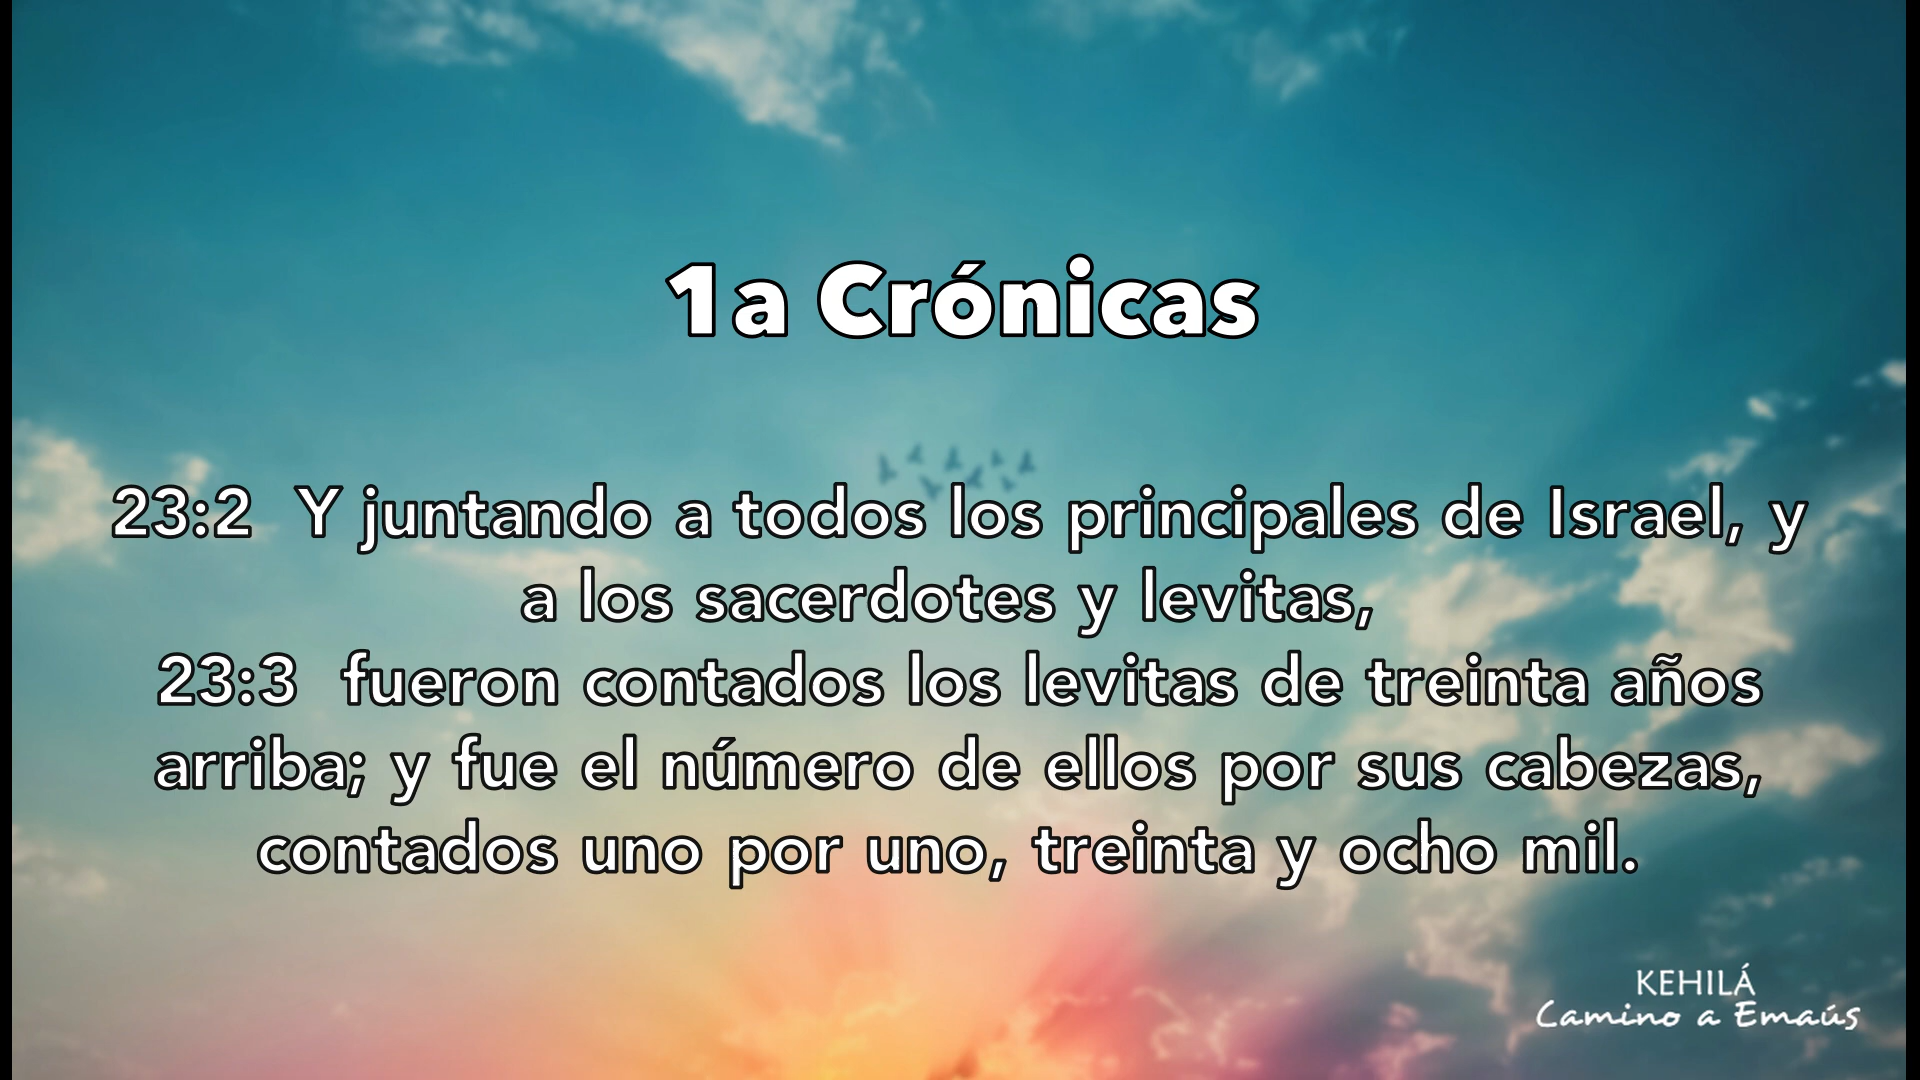 1a Crónicas
23:2 Y juntando a todos los principales de Israel, y
a los sacerdotes y levitas,
23:3 fueron contados los levitas de treinta años
arriba; y fue el número de ellos por sus cabezas,
contados uno por uno, treinta y ocho mil.
KEHILÁ
Camino a Emaús